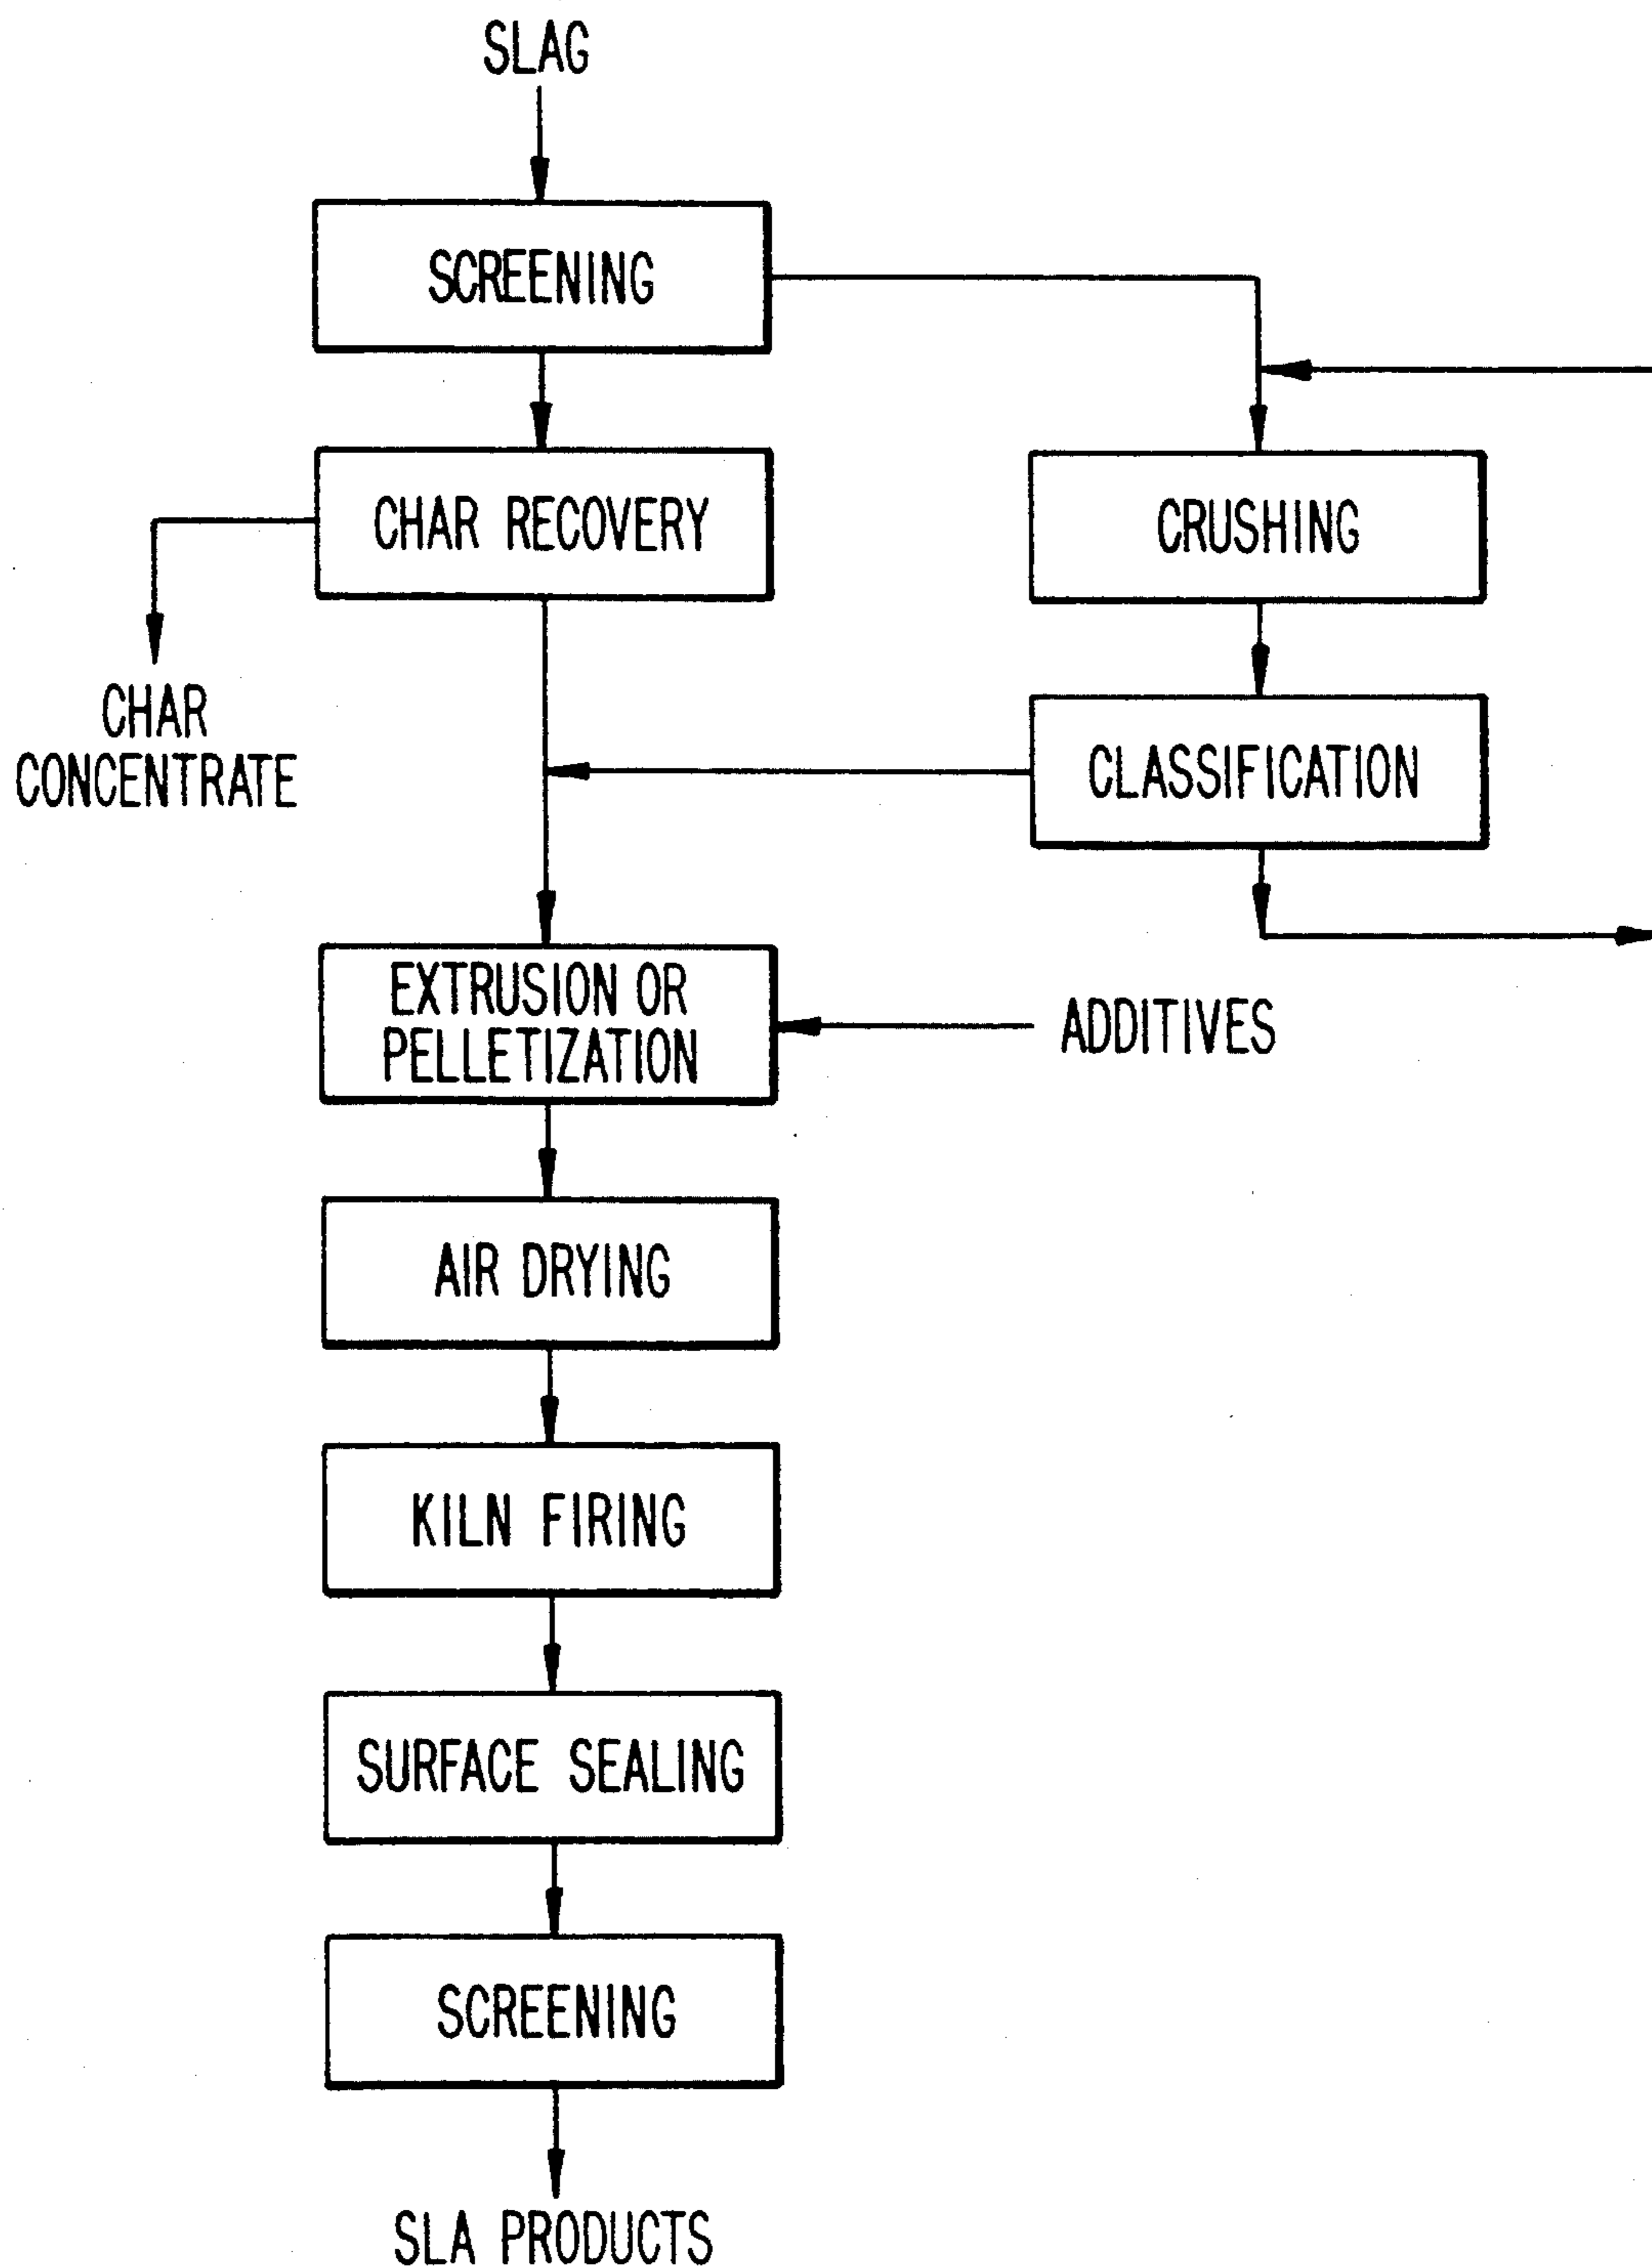 SLAG
SCREENING
CHAR RECOVERY
CRUSHING
CHAR
CONCENTRATE
CLASSIFICATION
EXTRUSION OR
PELLETIZATION
ADDITIVES
AIR DRYING
KILN FIRING
SURFACE SEALING
SCREENING
SLA PRODUCTS